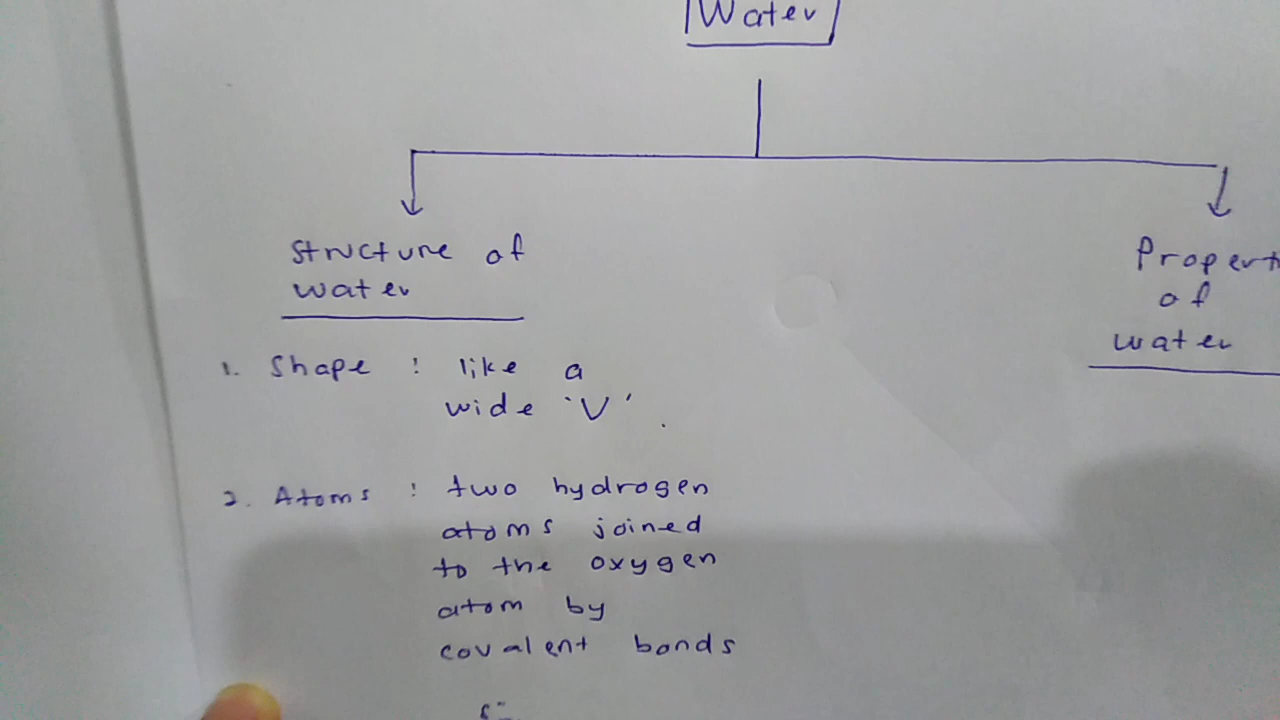 Water
Structure of
water
1. Shape : like a
wide 'V'.
2. Atoms : two hydrogen
atoms joined
to the oxygen
atom by
covalent bonds
of
water